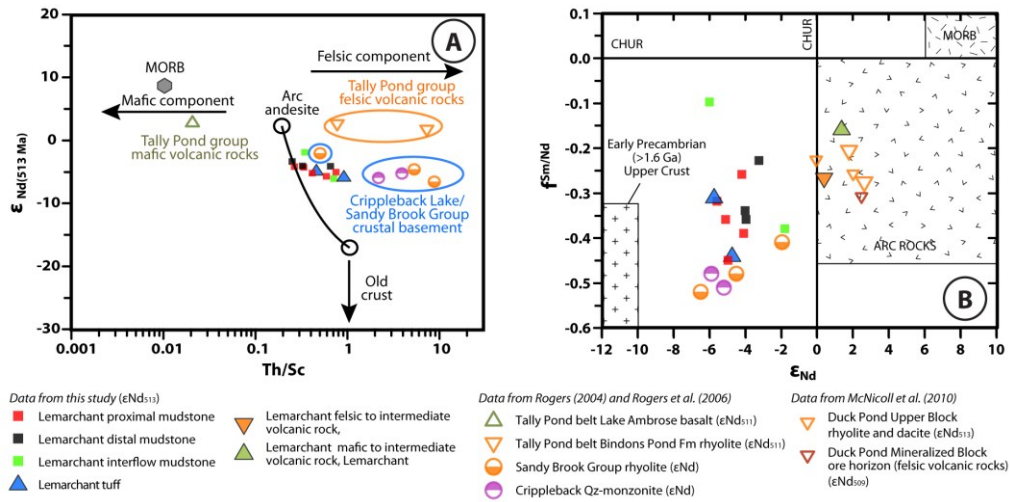 A
εNd(513 Ma)
20
10
0
-10
-20
-30
0.001
0.01
0.1
1
10
Th/Sc
MORB
Mafic component
Tally Pond group
mafic volcanic rocks
Felsic component
Arc
andesite
Tally Pond group
felsic volcanic rocks
Crippleback Lake/
Sandy Brook Group
crustal basement
Old
crust
B
fSm/Nd
0.1
0.0
-0.1
-0.2
-0.3
-0.4
-0.5
-0.6
-12
-10
-8
-6
-4
-2
0
2
4
6
8
10
εNd
CHUR
CHUR
MORB
Early Precambrian
(>1.6 Ga)
Upper Crust
ARC ROCKS
Data from this study (εNd513)
Lemarchant proximal mudstone
Lemarchant distal mudstone
Lemarchant interflow mudstone
Lemarchant tuff
Lemarchant felsic to intermediate
volcanic rock,
Lemarchant mafic to intermediate
volcanic rock, Lemarchant
Data from Rogers (2004) and Rogers et al. (2006)
Tally Pond belt Lake Ambrose basalt (εNd511)
Tally Pond belt Bindons Pond Fm rhyolite (εNd511)
Sandy Brook Group rhyolite (εNd)
Crippleback Qz-monzonite (εNd)
Data from McNicoll et al. (2010)
Duck Pond Upper Block
rhyolite and dacite (εNd513)
Duck Pond Mineralized Block
ore horizon (felsic volcanic rocks)
(εNd509)